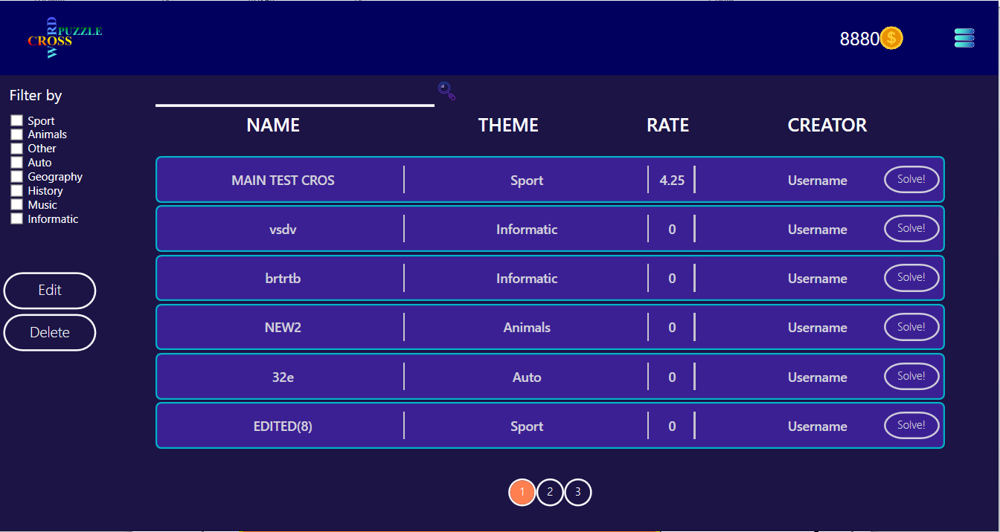 WORD
PUZZLE
CROSS
8880
Filter by
Sport
Animals
Other
Auto
Geography
History
Music
Informatic
Edit
Delete
NAME THEME RATE CREATOR
MAIN TEST CROS Sport 4.25 Username Solve!
vsdv Informatic 0 Username Solve!
brtrtb Informatic 0 Username Solve!
NEW2 Animals 0 Username Solve!
32e Auto 0 Username Solve!
EDITED(8) Sport 0 Username Solve!
1 2 3